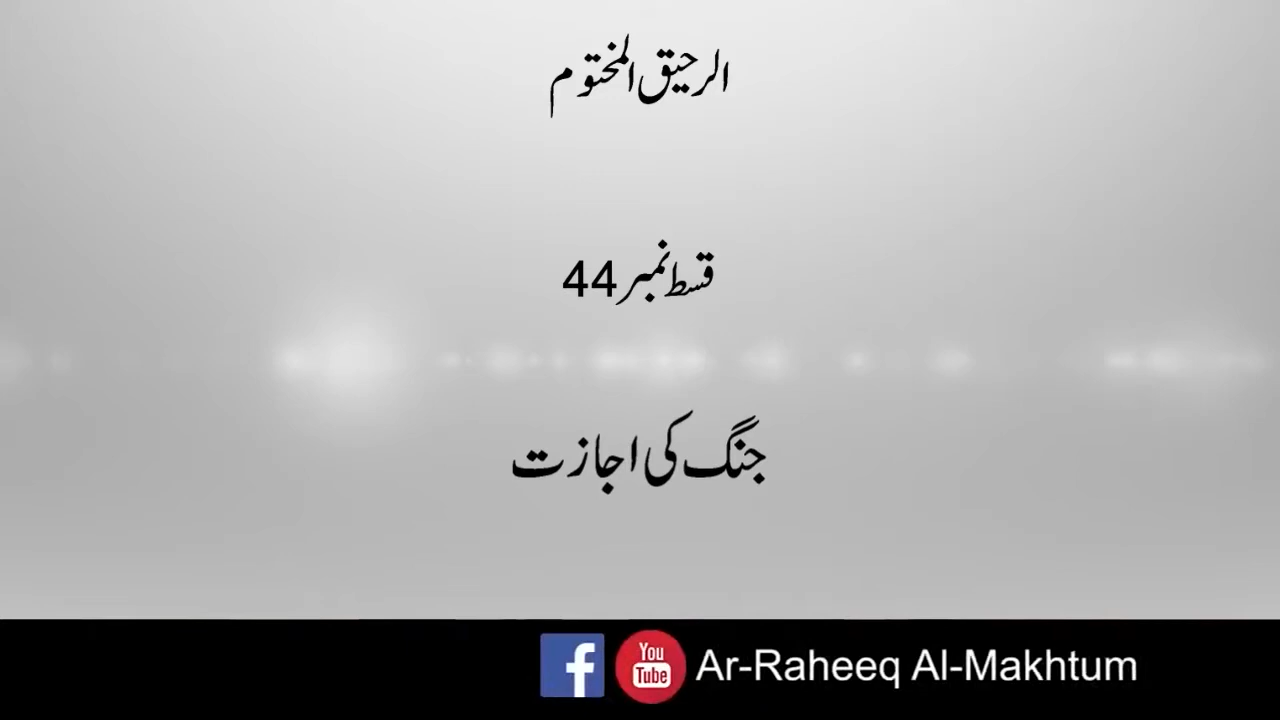 الرحیق المختوم
قسط نمبر 44
جنگ کی اجازت
You
Tube
Ar-Raheeq Al-Makhtum